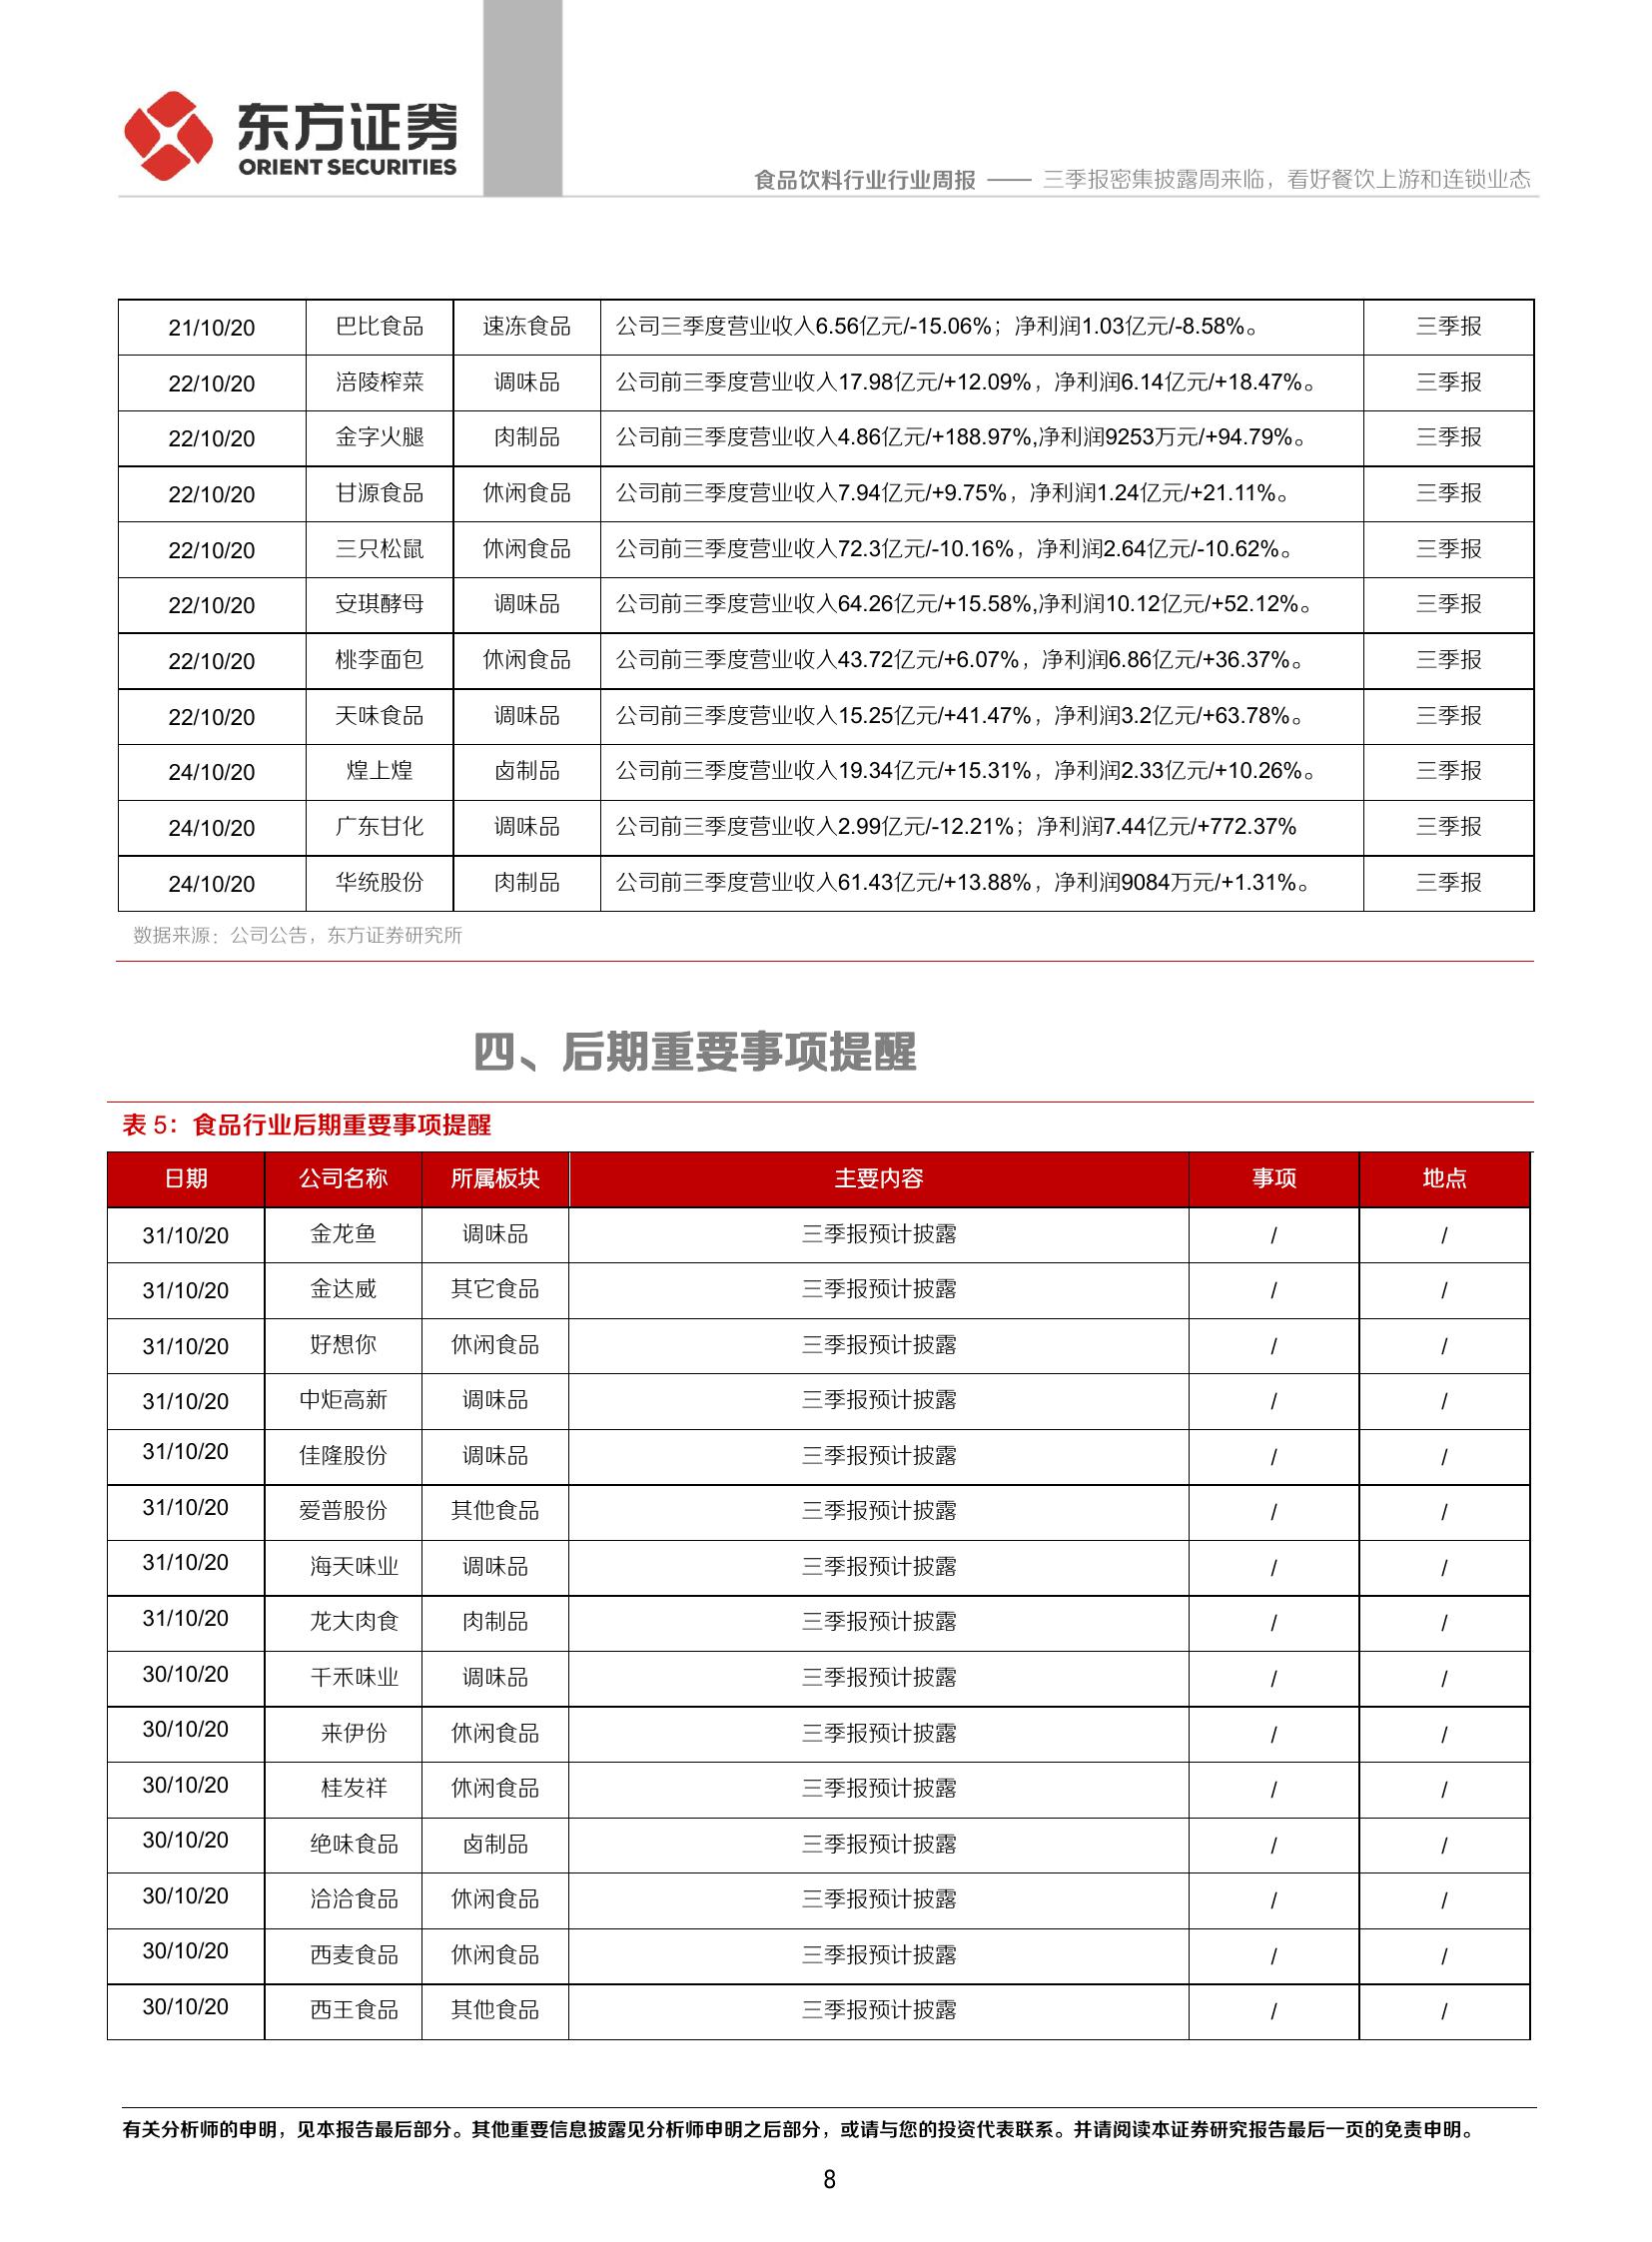 东方证券
ORIENT SECURITIES
食品饮料行业行业周报 —— 三季报密集披露周来临，看好餐饮上游和连锁业态
21/10/20 巴比食品 速冻食品 公司三季度营业收入6.56亿元/-15.06%；净利润1.03亿元/-8.58%。 三季报
22/10/20 涪陵榨菜 调味品 公司前三季度营业收入17.98亿元/+12.09%，净利润6.14亿元/+18.47%。 三季报
22/10/20 金字火腿 肉制品 公司前三季度营业收入4.86亿元/+188.97%,净利润9253万元/+94.79%。 三季报
22/10/20 甘源食品 休闲食品 公司前三季度营业收入7.94亿元/+9.75%，净利润1.24亿元/+21.11%。 三季报
22/10/20 三只松鼠 休闲食品 公司前三季度营业收入72.3亿元/-10.16%，净利润2.64亿元/-10.62%。 三季报
22/10/20 安琪酵母 调味品 公司前三季度营业收入64.26亿元/+15.58%,净利润10.12亿元/+52.12%。 三季报
22/10/20 桃李面包 休闲食品 公司前三季度营业收入43.72亿元/+6.07%，净利润6.86亿元/+36.37%。 三季报
22/10/20 天味食品 调味品 公司前三季度营业收入15.25亿元/+41.47%，净利润3.2亿元/+63.78%。 三季报
24/10/20 煌上煌 卤制品 公司前三季度营业收入19.34亿元/+15.31%，净利润2.33亿元/+10.26%。 三季报
24/10/20 广东甘化 调味品 公司前三季度营业收入2.99亿元/-12.21%；净利润7.44亿元/+772.37% 三季报
24/10/20 华统股份 肉制品 公司前三季度营业收入61.43亿元/+13.88%，净利润9084万元/+1.31%。 三季报
数据来源：公司公告，东方证券研究所
四、后期重要事项提醒
表 5：食品行业后期重要事项提醒
日期 公司名称 所属板块 主要内容 事项 地点
31/10/20 金龙鱼 调味品 三季报预计披露 / /
31/10/20 金达威 其它食品 三季报预计披露 / /
31/10/20 好想你 休闲食品 三季报预计披露 / /
31/10/20 中炬高新 调味品 三季报预计披露 / /
31/10/20 佳隆股份 调味品 三季报预计披露 / /
31/10/20 爱普股份 其他食品 三季报预计披露 / /
31/10/20 海天味业 调味品 三季报预计披露 / /
31/10/20 龙大肉食 肉制品 三季报预计披露 / /
30/10/20 千禾味业 调味品 三季报预计披露 / /
30/10/20 来伊份 休闲食品 三季报预计披露 / /
30/10/20 桂发祥 休闲食品 三季报预计披露 / /
30/10/20 绝味食品 卤制品 三季报预计披露 / /
30/10/20 洽洽食品 休闲食品 三季报预计披露 / /
30/10/20 西麦食品 休闲食品 三季报预计披露 / /
30/10/20 西王食品 其他食品 三季报预计披露 / /
有关分析师的申明，见本报告最后部分。其他重要信息披露见分析师申明之后部分，或请与您的投资代表联系。并请阅读本证券研究报告最后一页的免责申明。
8